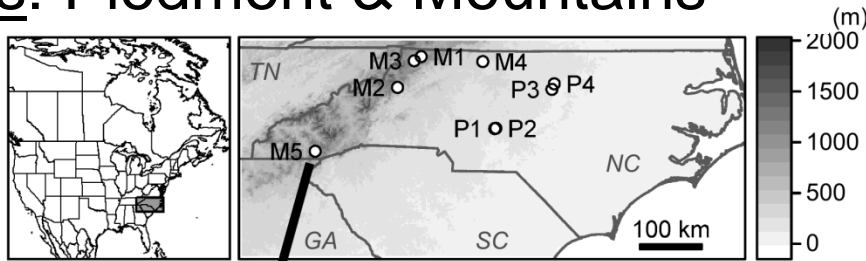 s: Piedmont & Mountains
(m)
2000
1500
1000
500
0
TN
M3 M1 M4
M2
P3 P4
P1 P2
M5
NC
GA
SC
100 km